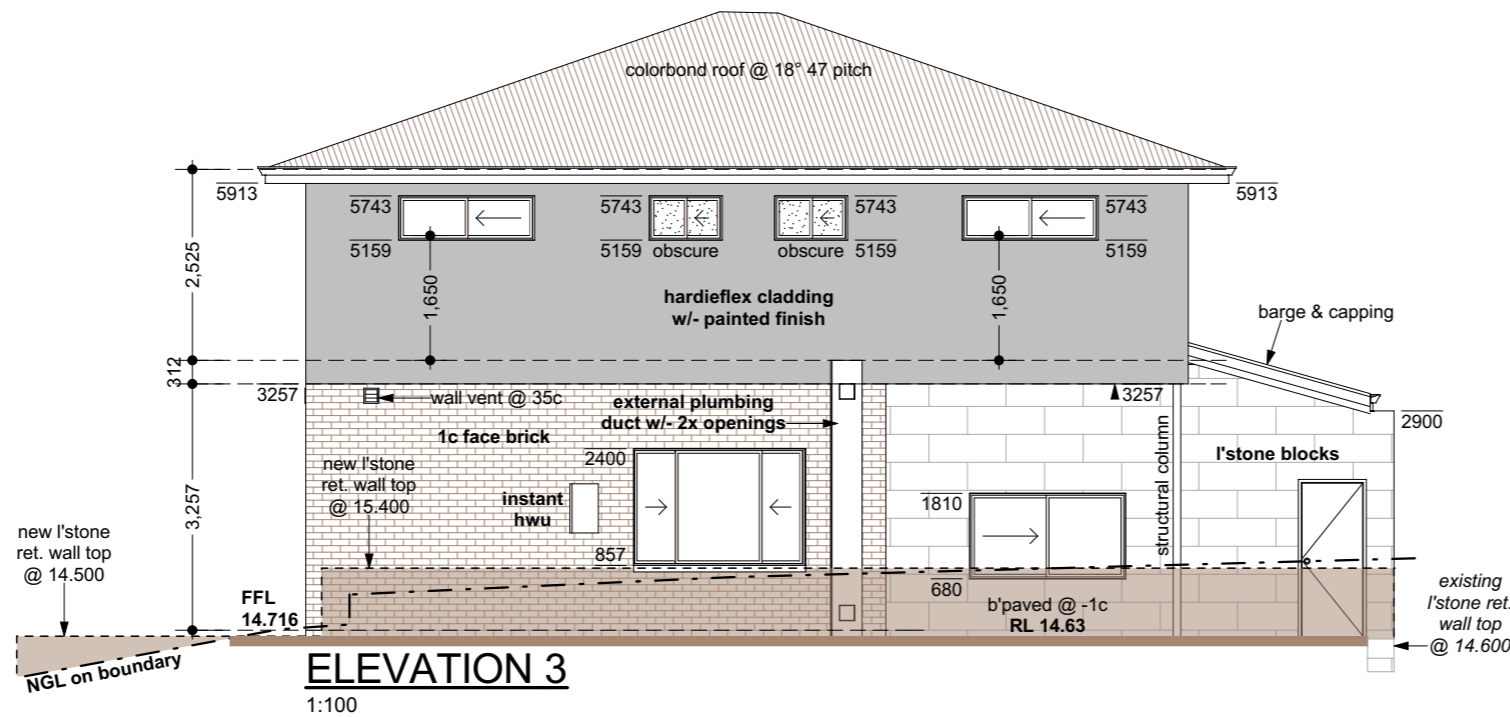 colorbond roof @ 18° 47 pitch
5913
5913
5743
5743
5743
5743
5159
5159
obscure
obscure
5159
5159
2,525
1,650
1,650
hardieflex cladding
w/- painted finish
barge & capping
312
3257
wall vent @ 35c
external plumbing
duct w/- 2x openings
3257
2900
1c face brick
l'stone blocks
new l'stone
ret. wall top
@ 15.400
2400
instant
hwu
1810
structural column
3,257
new l'stone
ret. wall top
@ 14.500
857
680
FFL
14.716
b'paved @ -1c
RL 14.63
existing
l'stone ret.
wall top
@ 14.600
NGL on boundary
ELEVATION 3
1:100